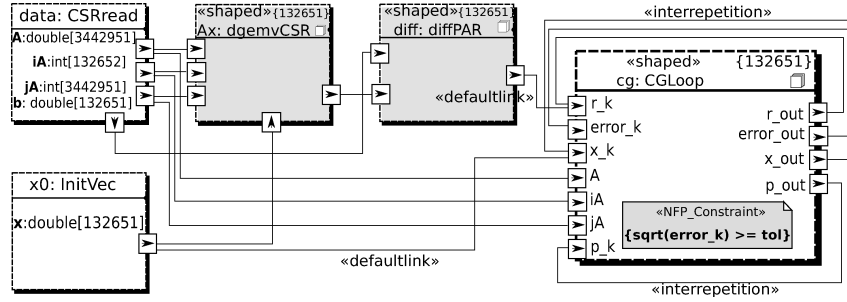 data: CSRread
A:double[3442951]
iA:int[132652]
jA:int[3442951]
b: double[132651]
«shaped»{132651}
Ax: dgemvCSR
«shaped»{132651}
diff: diffPAR
«defaultlink»
«interrepetition»
«shaped» {132651}
cg: CGLoop
r_k
error_k
x_k
A
iA
jA
p_k
r_out
error_out
x_out
p_out
«NFP_Constraint»
{sqrt(error_k) >= tol}
x0: InitVec
x:double[132651]
«defaultlink»
«interrepetition»